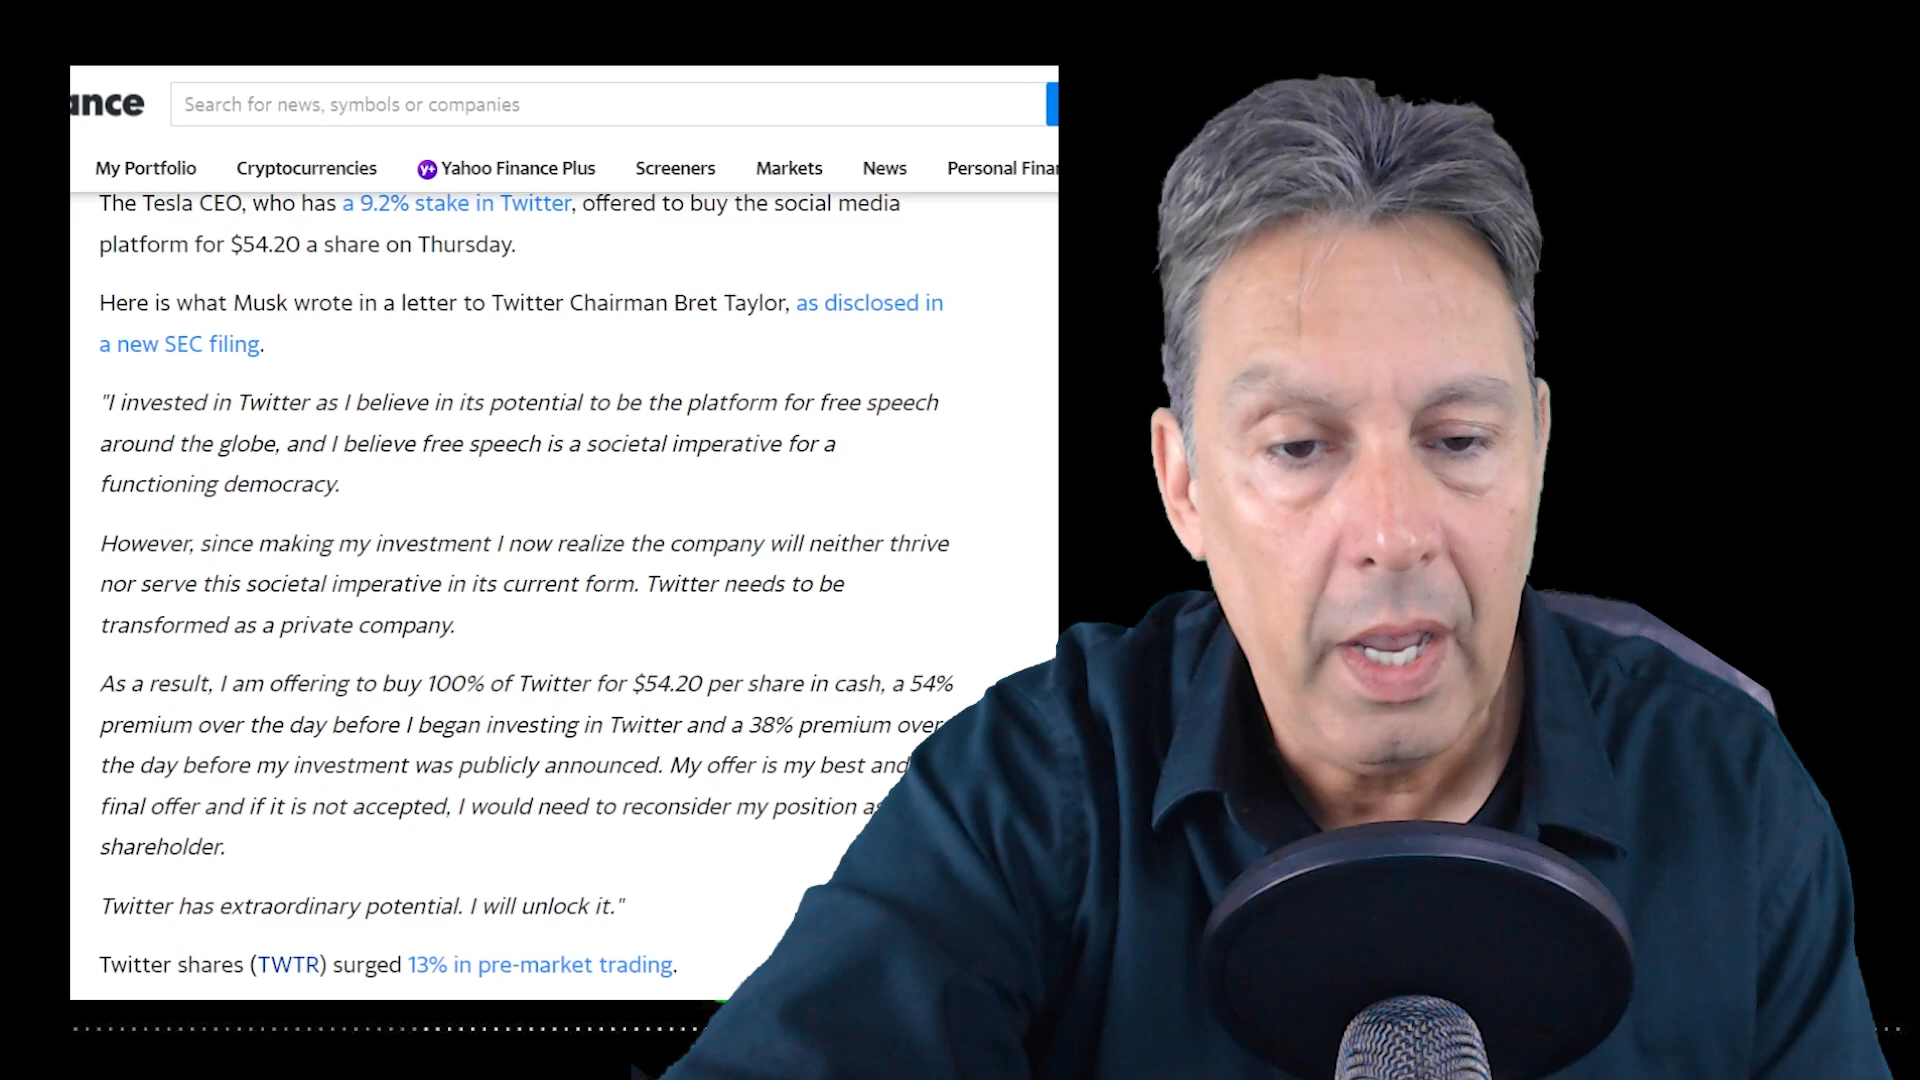 ance
Search for news, symbols or companies
My Portfolio Cryptocurrencies y+ Yahoo Finance Plus Screeners Markets News Personal Finan
The Tesla CEO, who has a 9.2% stake in Twitter, offered to buy the social media
platform for $54.20 a share on Thursday.
Here is what Musk wrote in a letter to Twitter Chairman Bret Taylor, as disclosed in
a new SEC filing.
"I invested in Twitter as I believe in its potential to be the platform for free speech
around the globe, and I believe free speech is a societal imperative for a
functioning democracy.
However, since making my investment I now realize the company will neither thrive
nor serve this societal imperative in its current form. Twitter needs to be
transformed as a private company.
As a result, I am offering to buy 100% of Twitter for $54.20 per share in cash, a 54%
premium over the day before I began investing in Twitter and a 38% premium over
the day before my investment was publicly announced. My offer is my best and
final offer and if it is not accepted, I would need to reconsider my position as
shareholder.
Twitter has extraordinary potential. I will unlock it."
Twitter shares (TWTR) surged 13% in pre-market trading.